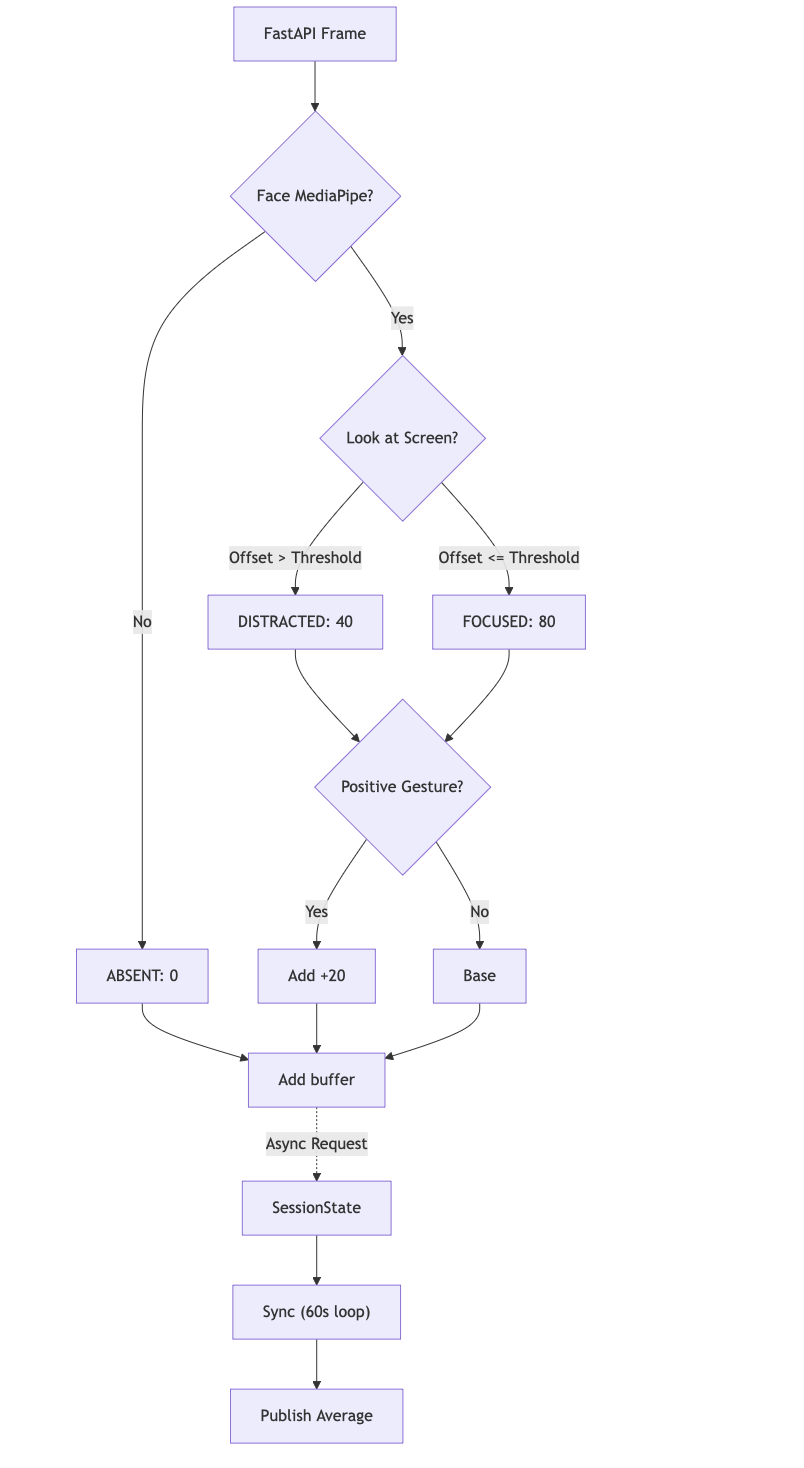 FastAPI Frame
Face MediaPipe?
Yes
Look at Screen?
Offset > Threshold
Offset <= Threshold
No
DISTRACTED: 40
FOCUSED: 80
Positive Gesture?
Yes
No
ABSENT: 0
Add +20
Base
Add buffer
Async Request
SessionState
Sync (60s loop)
Publish Average